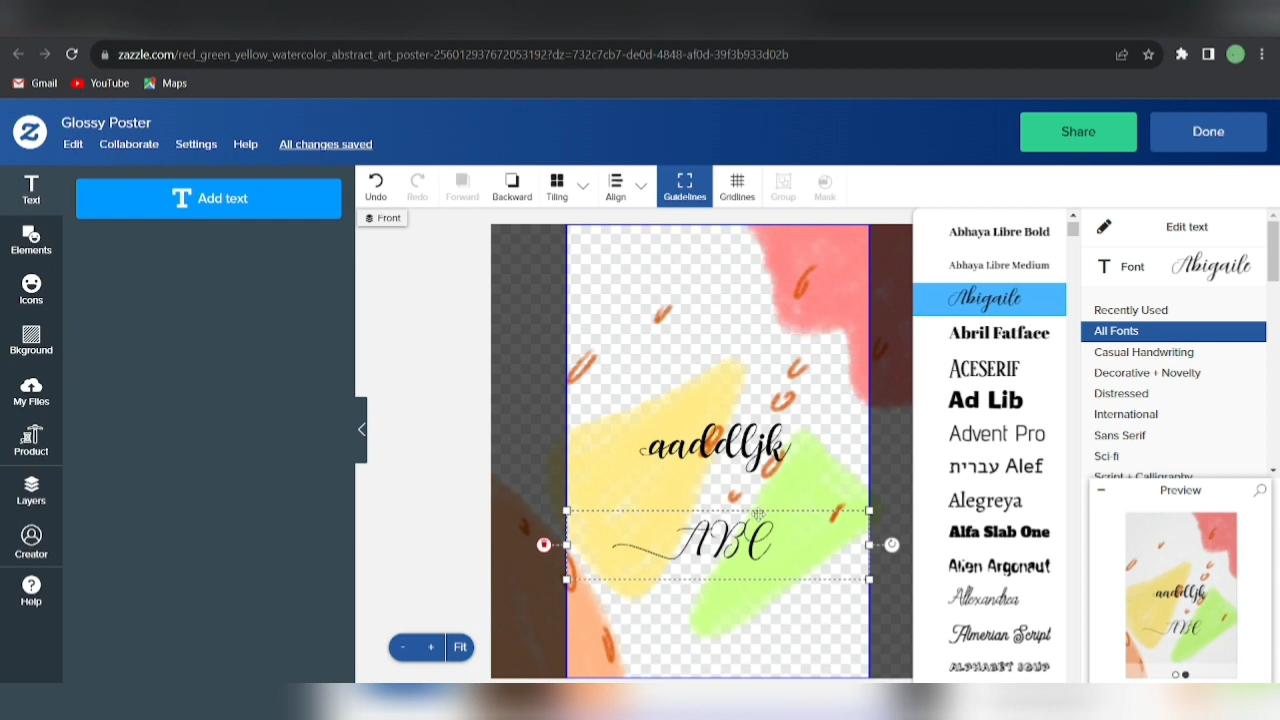 zazzle.com/red_green_yellow_watercolor_abstract_art_poster-256012937672053192?dz=732c7cb7-de0d-4848-af0d-39f3b933d02b
Gmail YouTube Maps
Z Glossy Poster
Edit Collaborate Settings Help All changes saved
Share Done
Text
Elements
Icons
Bkground
My Files
Product
Layers
Creator
Help
T Add text
Undo Redo Forward Backward Tiling Align Guidelines Gridlines Group Mask
Front
aaddlljk
ABC
Abhaya Libre Bold
Abhaya Libre Medium
Abigaile
Abril Fatface
ACESERIF
Ad Lib
Advent Pro
עברית Alef
Alegreya
Alfa Slab One
Alien Argonaut
Allexandrea
Almerian Script
ALPHABET SOUP
Edit text
T Font Abigaile
Recently Used
All Fonts
Casual Handwriting
Decorative + Novelty
Distressed
International
Sans Serif
Sci-fi
Script + Calligraphy
Preview
aaddlljk
ABC
- + Fit